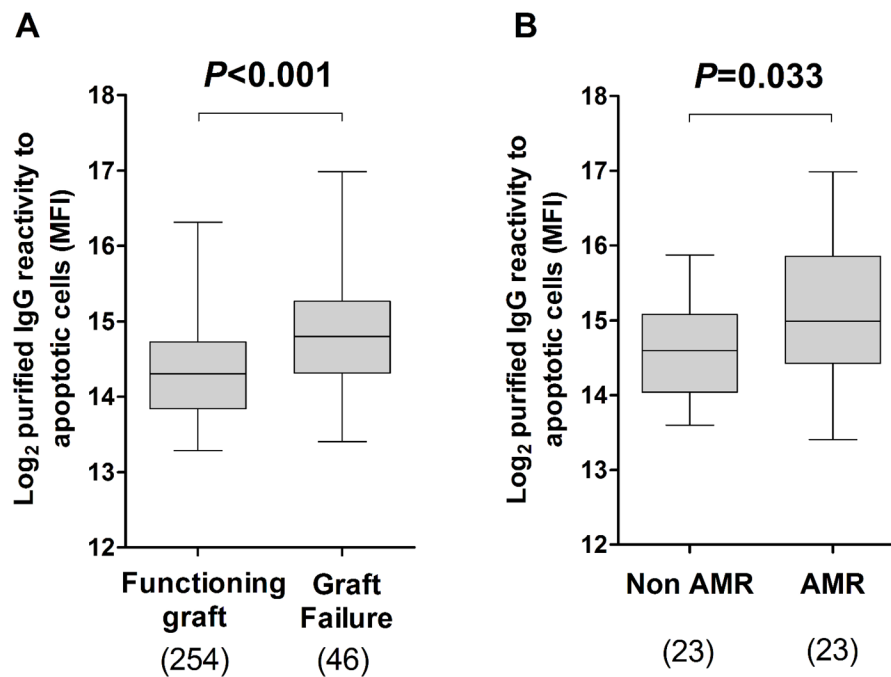 A
P<0.001
Log₂ purified IgG reactivity to
apoptotic cells (MFI)
18
17
16
15
14
13
12
Functioning
graft
(254)
Graft
Failure
(46)
B
P=0.033
Log₂ purified IgG reactivity to
apoptotic cells (MFI)
18
17
16
15
14
13
12
Non AMR
(23)
AMR
(23)